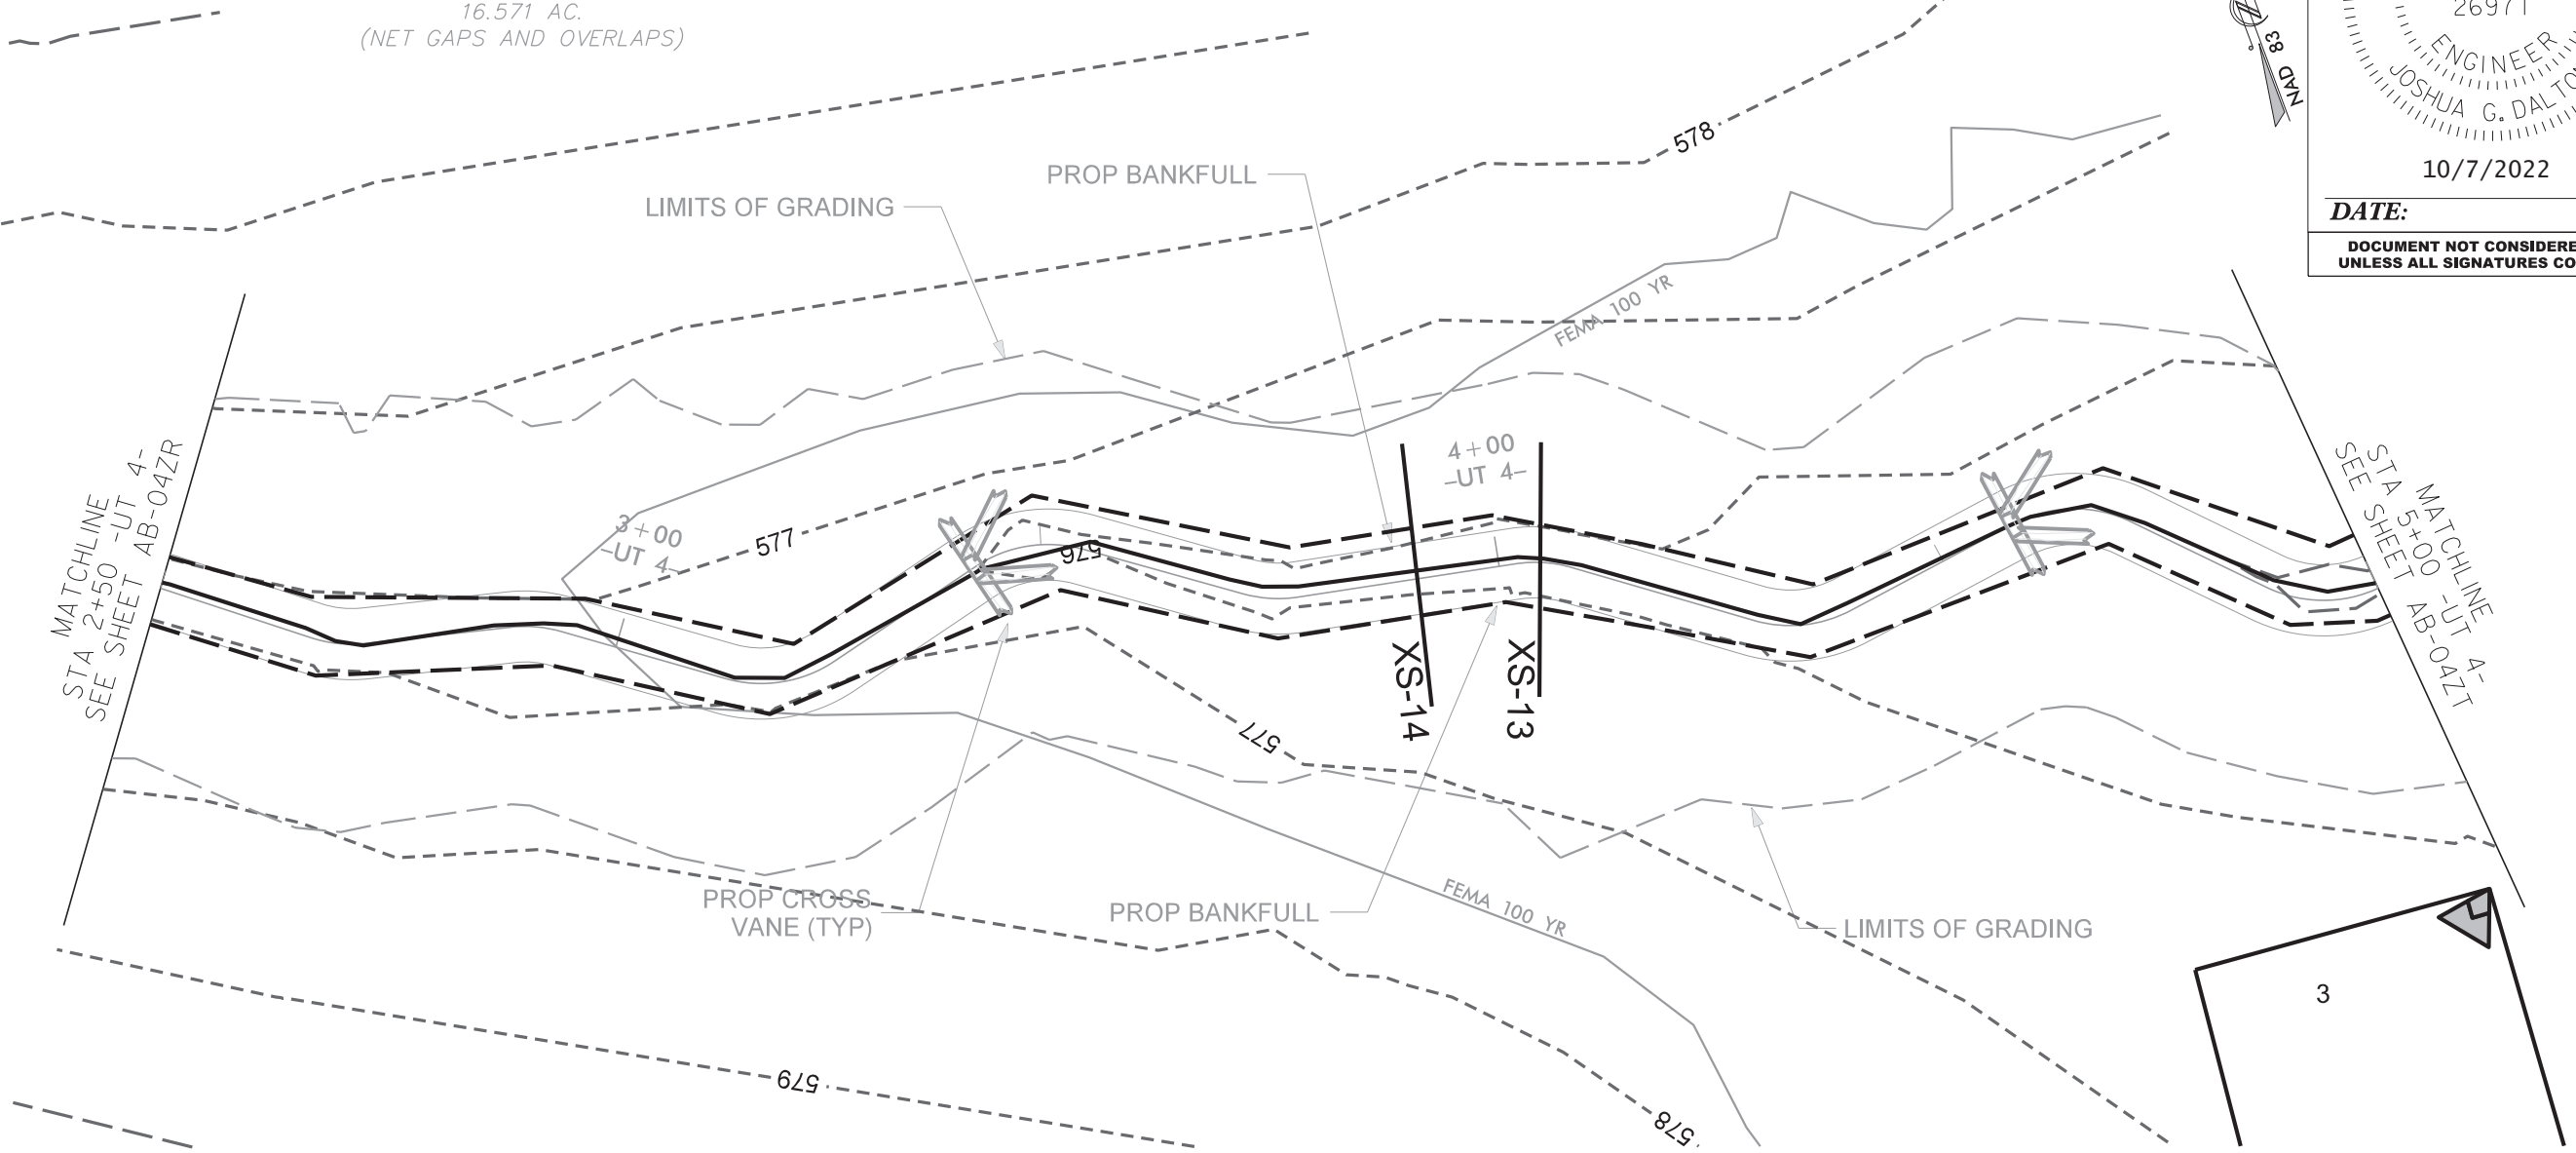 16.571 AC.
(NET GAPS AND OVERLAPS)
NAD 83
26971
ENGINEER
JOSHUA G. DALTO
10/7/2022
DATE:
DOCUMENT NOT CONSIDERE
UNLESS ALL SIGNATURES CO
578
PROP BANKFULL
LIMITS OF GRADING
FEMA 100 YR
MATCHLINE
STA 2+50 -UT 4-
SEE SHEET AB-04ZR
3+00
-UT 4-
577
576
4+00
-UT 4-
XS-14
XS-13
MATCHLINE
STA 5+00 -UT 4-
SEE SHEET AB-04ZT
577
PROP CROSS
VANE (TYP)
PROP BANKFULL
FEMA 100 YR
LIMITS OF GRADING
3
579
578